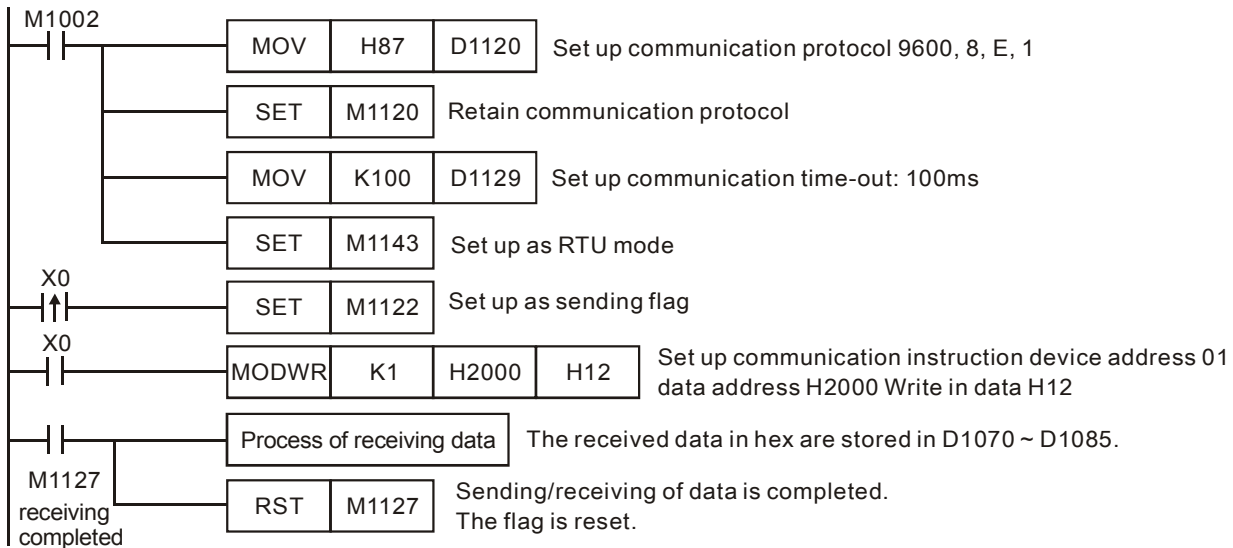 M1002
MOV H87 D1120 Set up communication protocol 9600, 8, E, 1
SET M1120 Retain communication protocol
MOV K100 D1129 Set up communication time-out: 100ms
SET M1143 Set up as RTU mode
X0
SET M1122 Set up as sending flag
X0
MODWR K1 H2000 H12 Set up communication instruction device address 01
data address H2000 Write in data H12
Process of receiving data The received data in hex are stored in D1070 ~ D1085.
M1127
receiving
completed
RST M1127 Sending/receiving of data is completed.
The flag is reset.